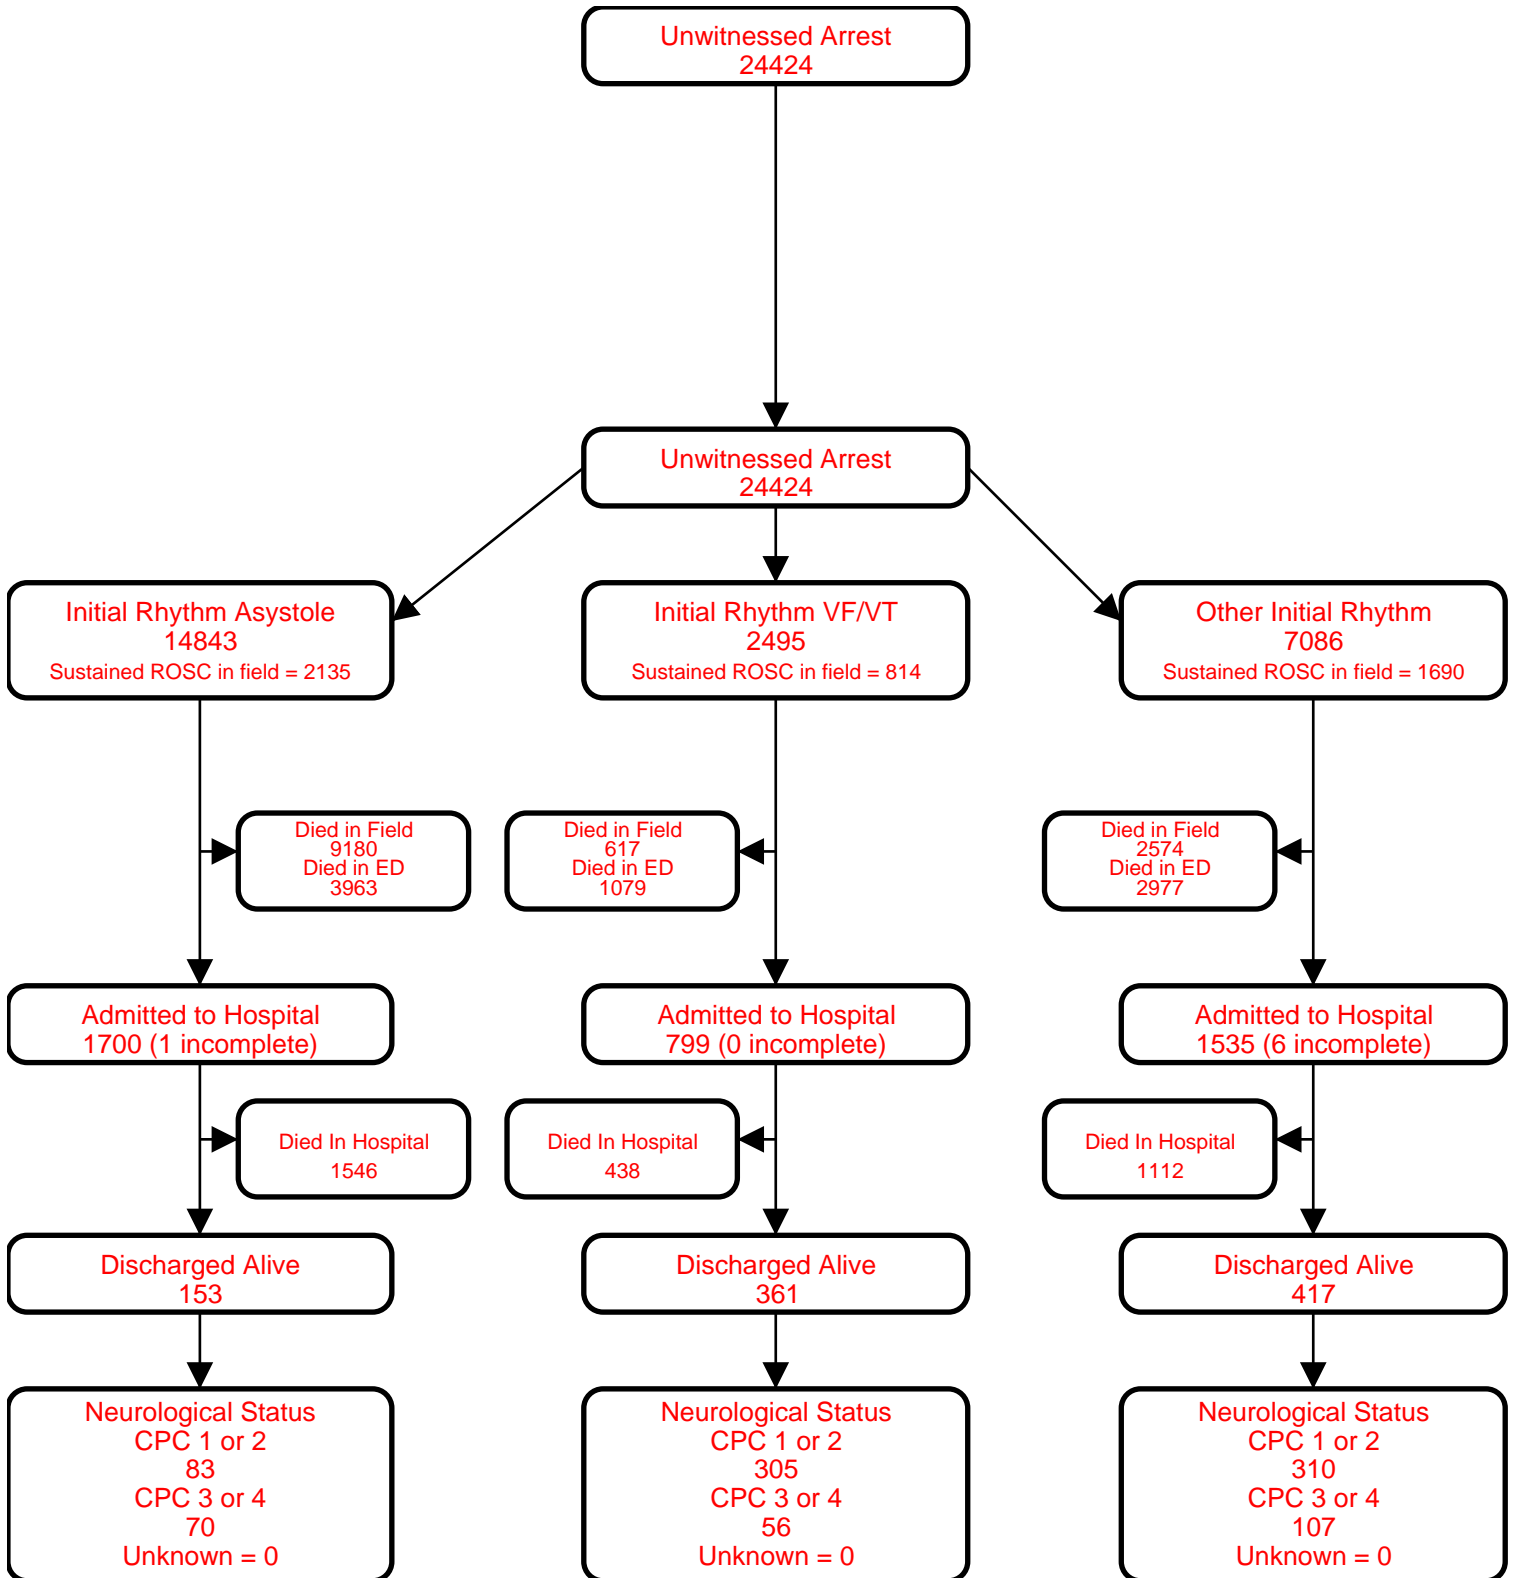 Unwitnessed Arrest
24424
Unwitnessed Arrest
24424
Initial Rhythm Asystole
14843
Sustained ROSC in field = 2135
Initial Rhythm VF/VT
2495
Sustained ROSC in field = 814
Other Initial Rhythm
7086
Sustained ROSC in field = 1690
Died in Field
9180
Died in ED
3963
Died in Field
617
Died in ED
1079
Died in Field
2574
Died in ED
2977
Admitted to Hospital
1700 (1 incomplete)
Admitted to Hospital
799 (0 incomplete)
Admitted to Hospital
1535 (6 incomplete)
Died In Hospital
1546
Died In Hospital
438
Died In Hospital
1112
Discharged Alive
153
Discharged Alive
361
Discharged Alive
417
Neurological Status
CPC 1 or 2
83
CPC 3 or 4
70
Unknown = 0
Neurological Status
CPC 1 or 2
305
CPC 3 or 4
56
Unknown = 0
Neurological Status
CPC 1 or 2
310
CPC 3 or 4
107
Unknown = 0